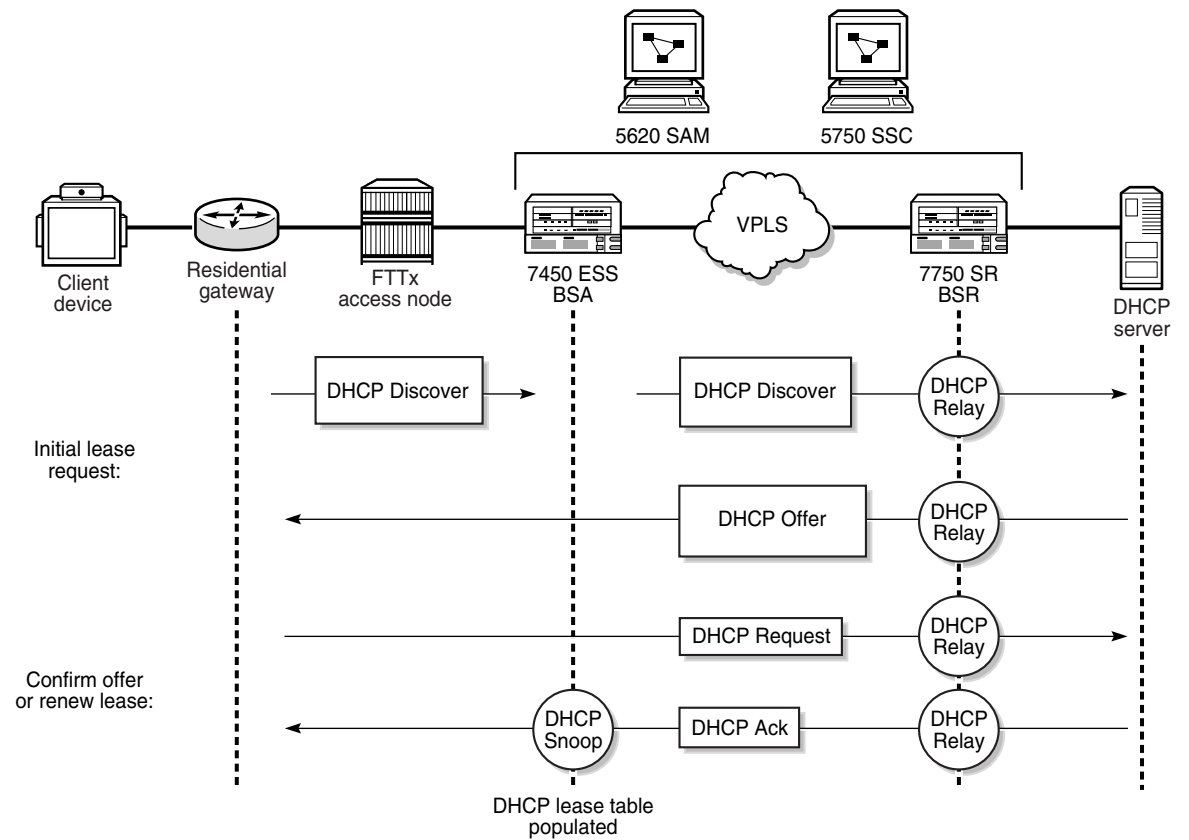 5620 SAM
5750 SSC
VPLS
Client
device
Residential
gateway
FTTx
access node
7450 ESS
BSA
7750 SR
BSR
DHCP
server
DHCP Discover
DHCP Discover
DHCP
Relay
Initial lease
request:
DHCP Offer
DHCP
Relay
DHCP Request
DHCP
Relay
Confirm offer
or renew lease:
DHCP
Snoop
DHCP Ack
DHCP
Relay
DHCP lease table
populated